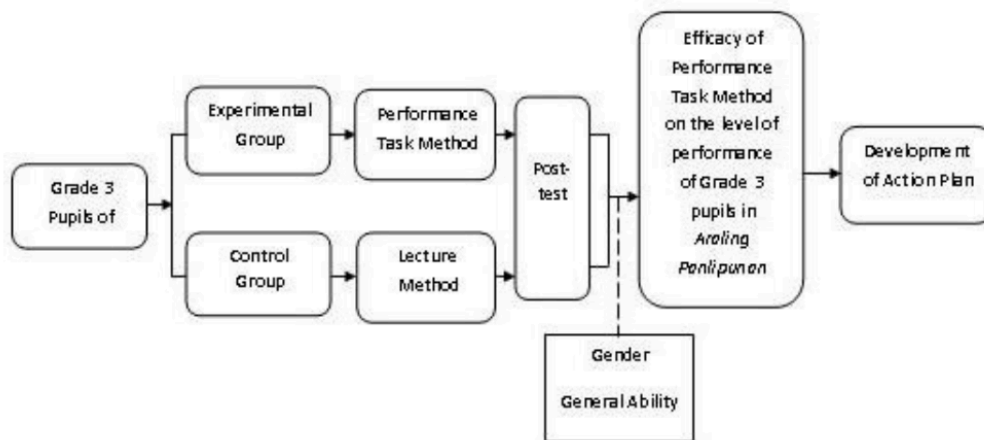 Grade 3
Pupils of
Experimental
Group
Performance
Task Method
Control
Group
Lecture
Method
Post-
test
Gender
General Ability
Efficacy of
Performance
Task Method
on the level of
performance
of Grade 3
pupils in
Araling
Panlipunan
Development
of Action Plan